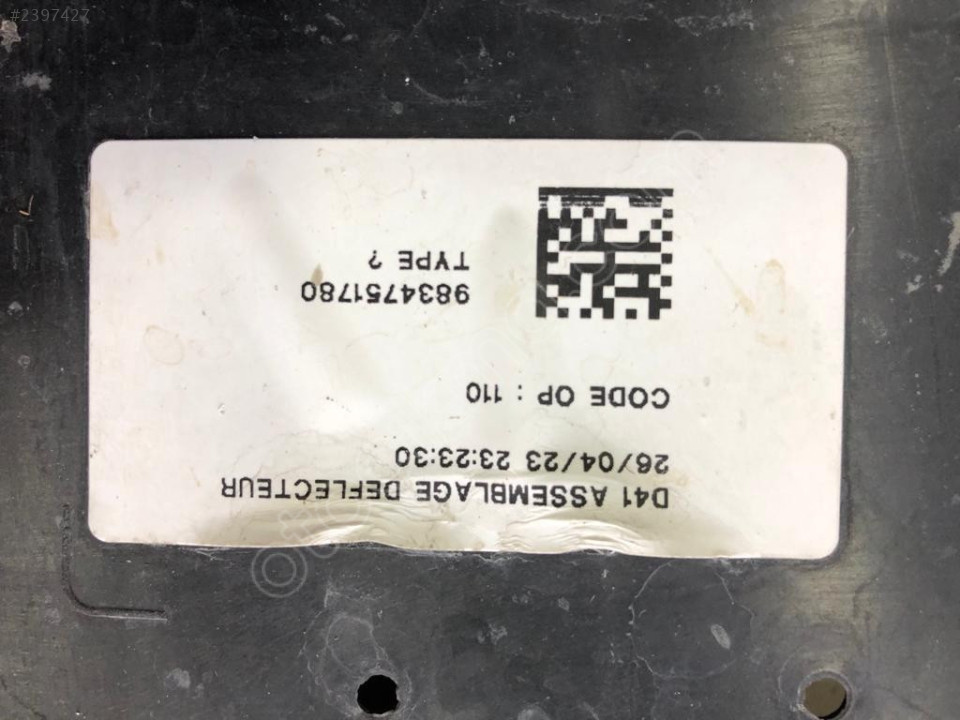 #2397427
D41 ASSEMBLAGE DEFLECTEUR
26/04/23 23:23:30
CODE OP : 110
9834751780
TYPE ?